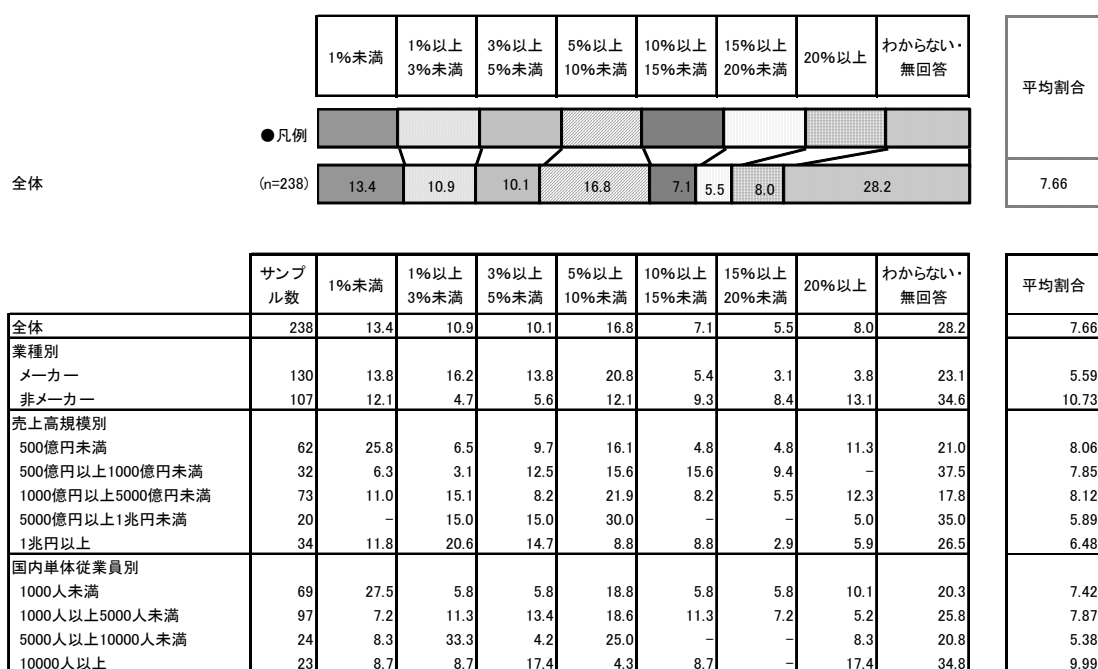 1%未満 1%以上3%未満 3%以上5%未満 5%以上10%未満 10%以上15%未満 15%以上20%未満 20%以上 わからない・無回答 平均割合
●凡例
全体 (n=238) 13.4 10.9 10.1 16.8 7.1 5.5 8.0 28.2 7.66
サンプル数 1%未満 1%以上3%未満 3%以上5%未満 5%以上10%未満 10%以上15%未満 15%以上20%未満 20%以上 わからない・無回答 平均割合
全体 238 13.4 10.9 10.1 16.8 7.1 5.5 8.0 28.2 7.66
業種別
メーカー 130 13.8 16.2 13.8 20.8 5.4 3.1 3.8 23.1 5.59
非メーカー 107 12.1 4.7 5.6 12.1 9.3 8.4 13.1 34.6 10.73
売上高規模別
500億円未満 62 25.8 6.5 9.7 16.1 4.8 4.8 11.3 21.0 8.06
500億円以上1000億円未満 32 6.3 3.1 12.5 15.6 15.6 9.4 － 37.5 7.85
1000億円以上5000億円未満 73 11.0 15.1 8.2 21.9 8.2 5.5 12.3 17.8 8.12
5000億円以上1兆円未満 20 － 15.0 15.0 30.0 － － 5.0 35.0 5.89
1兆円以上 34 11.8 20.6 14.7 8.8 8.8 2.9 5.9 26.5 6.48
国内単体従業員別
1000人未満 69 27.5 5.8 5.8 18.8 5.8 5.8 10.1 20.3 7.42
1000人以上5000人未満 97 7.2 11.3 13.4 18.6 11.3 7.2 5.2 25.8 7.87
5000人以上10000人未満 24 8.3 33.3 4.2 25.0 － － 8.3 20.8 5.38
10000人以上 23 8.7 8.7 17.4 4.3 8.7 － 17.4 34.8 9.99